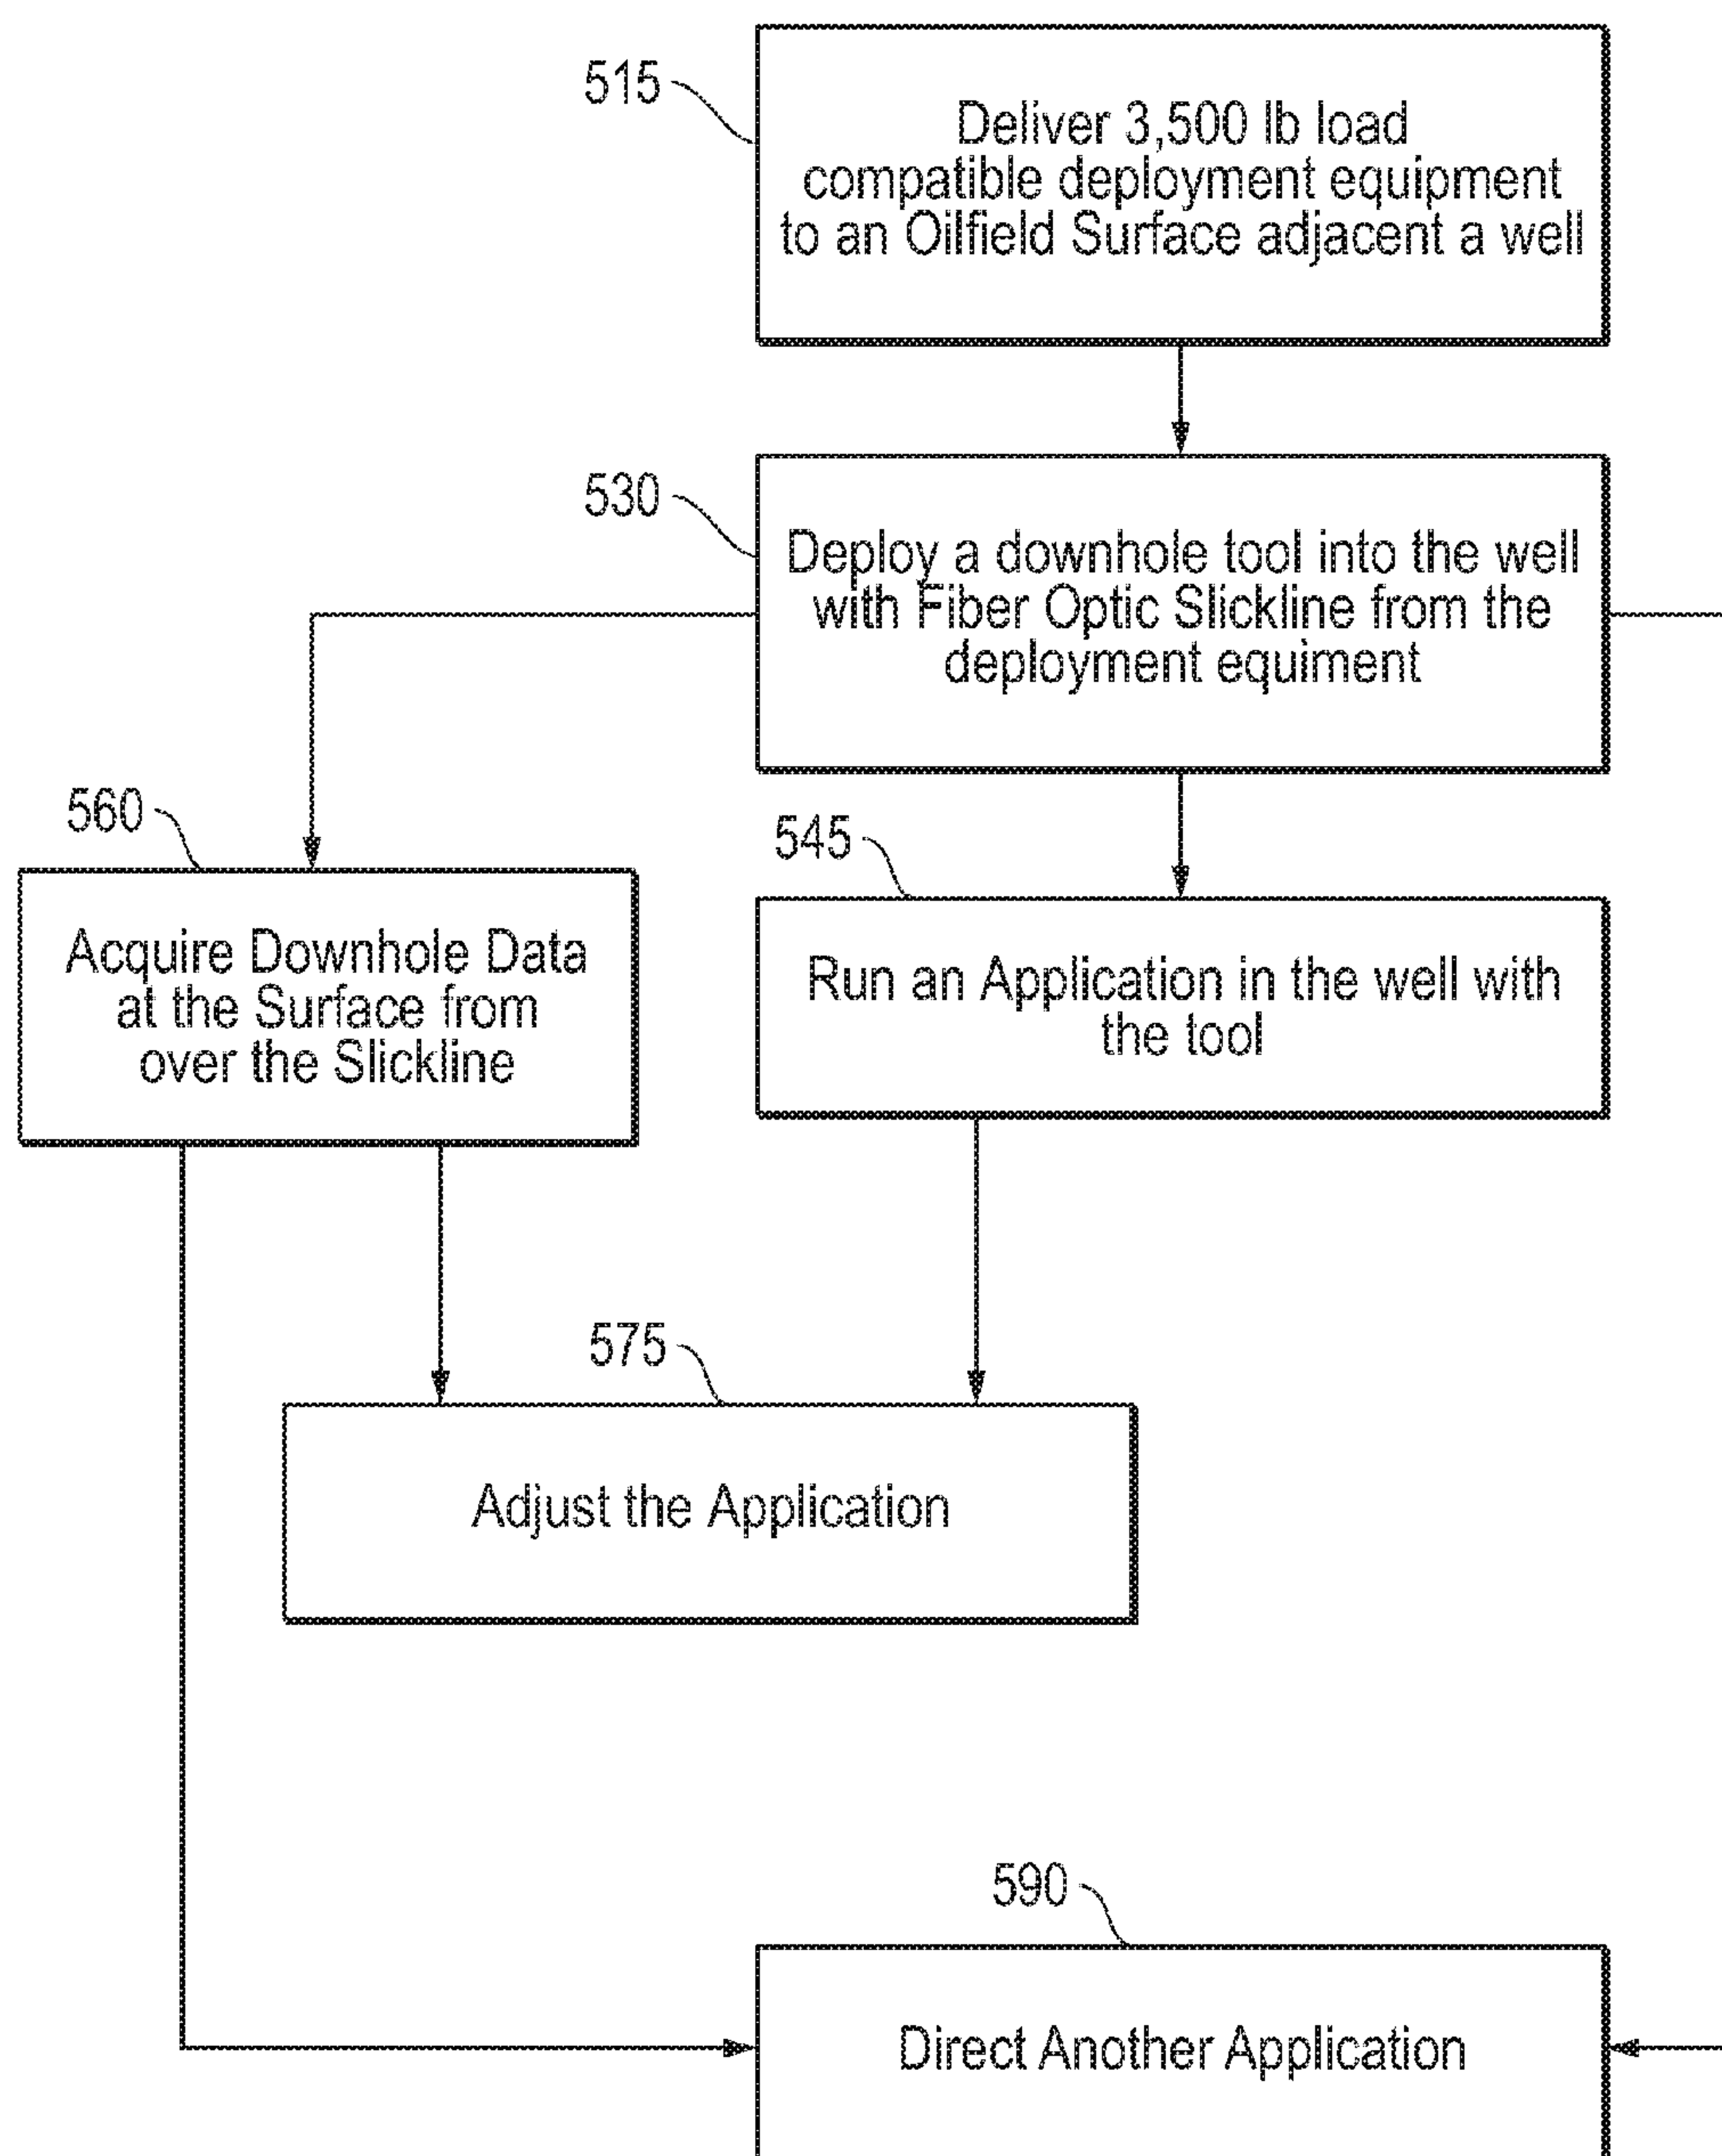 515
Deliver 3,500 lb load
compatible deployment equipment
to an Oilfield Surface adjacent a well
530
Deploy a downhole tool into the well
with Fiber Optic Slickline from the
deployment equiment
560
Acquire Downhole Data
at the Surface from
over the Slickline
545
Run an Application in the well with
the tool
575
Adjust the Application
590
Direct Another Application